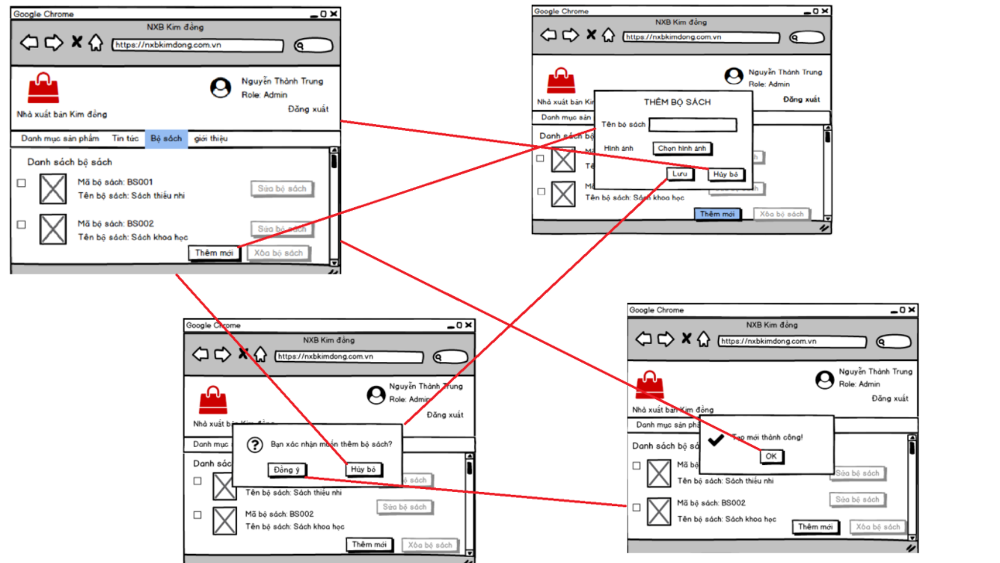 Google Chrome
NXB Kim đồng
https://nxbkimdong.com.vn
Nguyễn Thành Trung
Role: Admin
Đăng xuất
Nhà xuất bản Kim đồng
Danh mục sản phẩm Tin tức Bộ sách giới thiệu
Danh sách bộ sách
Mã bộ sách: BS001
Tên bộ sách: Sách thiếu nhi
Sửa bộ sách
Mã bộ sách: BS002
Tên bộ sách: Sách khoa học
Sửa bộ sách
Thêm mới Xóa bộ sách
Google Chrome
NXB Kim đồng
https://nxbkimdong.com.vn
Nguyễn Thành Trung
Role: Admin
Đăng xuất
Nhà xuất bản Ki
Danh mục sản
Danh sách bộ
THÊM BỘ SÁCH
Tên bộ sách
Hình ảnh Chọn hình ảnh
Lưu Hủy bỏ
Tên bộ sách: Sách khoa học
Thêm mới Xóa bộ sách
Google Chrome
NXB Kim đồng
https://nxbkimdong.com.vn
Nguyễn Thành Trung
Role: Admin
Đăng xuất
Nhà xuất bản Kim đồng
Danh mục
Danh sác
Bạn xác nhận muốn thêm bộ sách?
Đồng ý Hủy bỏ
Tên bộ sách: Sách thiếu nhi
Sửa bộ sách
Mã bộ sách: BS002
Tên bộ sách: Sách khoa học
Thêm mới Xóa bộ sách
Google Chrome
NXB Kim đồng
https://nxbkimdong.com.vn
Nguyễn Thành Trung
Role: Admin
Đăng xuất
Nhà xuất bản Kim đồng
Danh mục sản phẩ
Danh sách bộ sá
Tạo mới thành công!
OK
Mã bộ
Tên bộ sách: Sách thiếu nhi
Sửa bộ sách
Mã bộ sách: BS002
Tên bộ sách: Sách khoa học
Sửa bộ sách
Thêm mới Xóa bộ sách